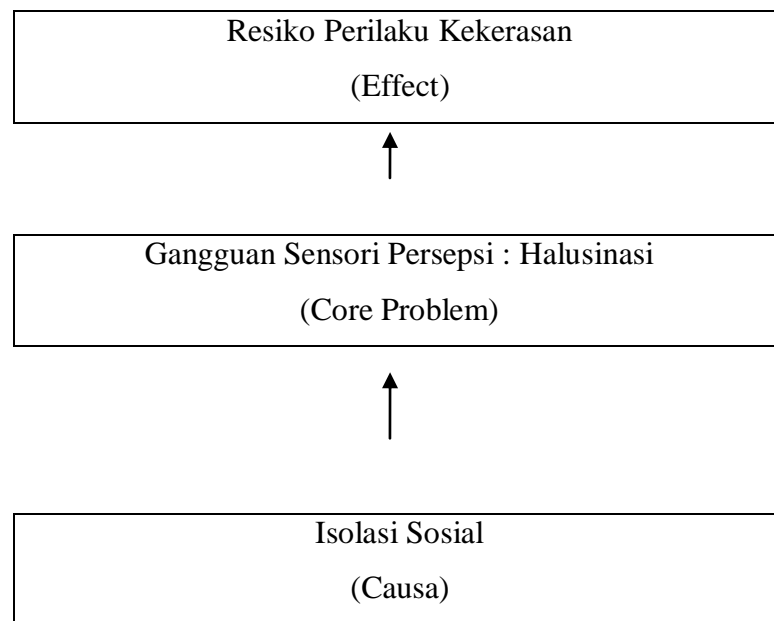 Resiko Perilaku Kekerasan
(Effect)
Gangguan Sensori Persepsi : Halusinasi
(Core Problem)
Isolasi Sosial
(Causa)